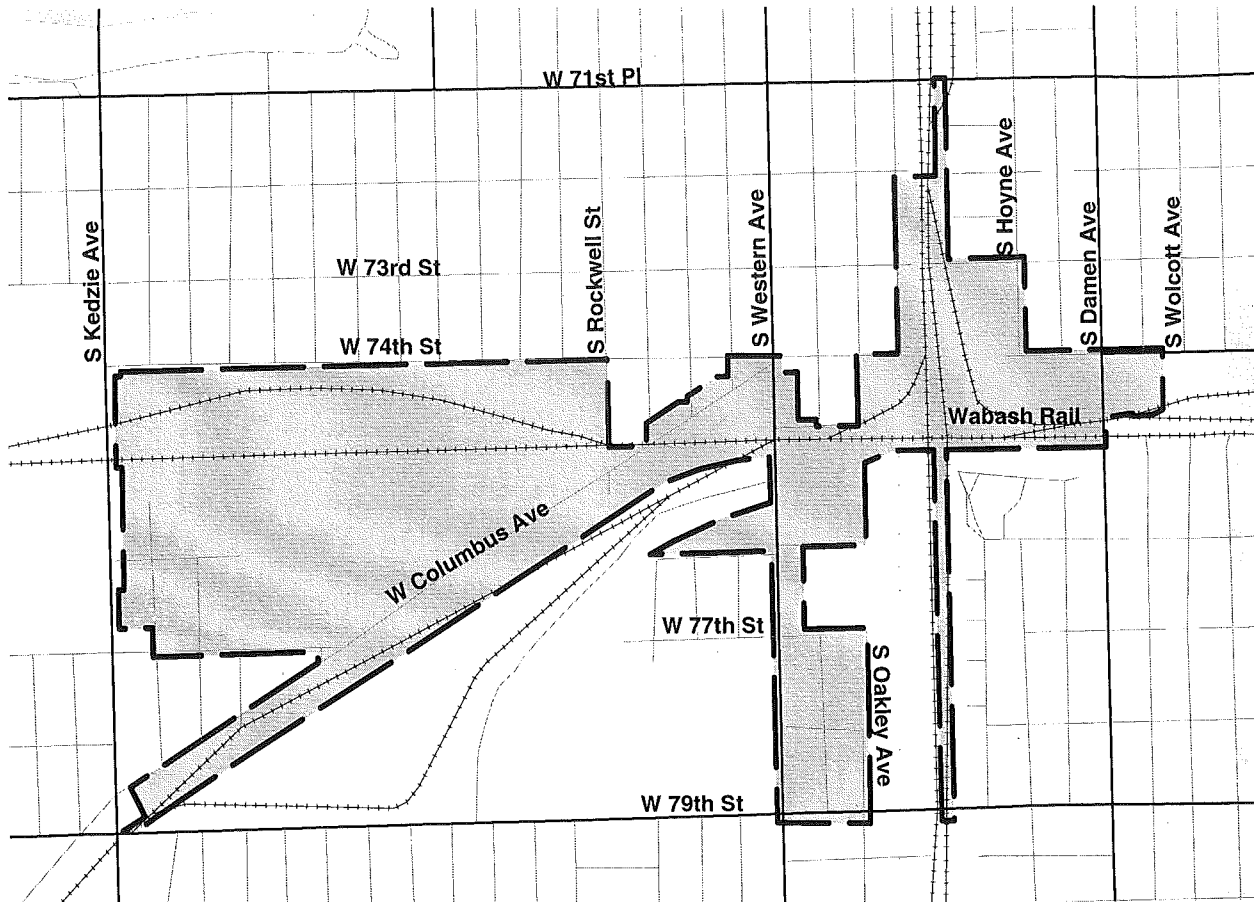 W 71st Pl
S Kedzie Ave
W 73rd St
S Rockwell St
S Western Ave
S Hoyne Ave
S Damen Ave
S Wolcott Ave
W 74th St
Wabash Rail
W Columbus Ave
W 77th St
S Oakley Ave
W 79th St